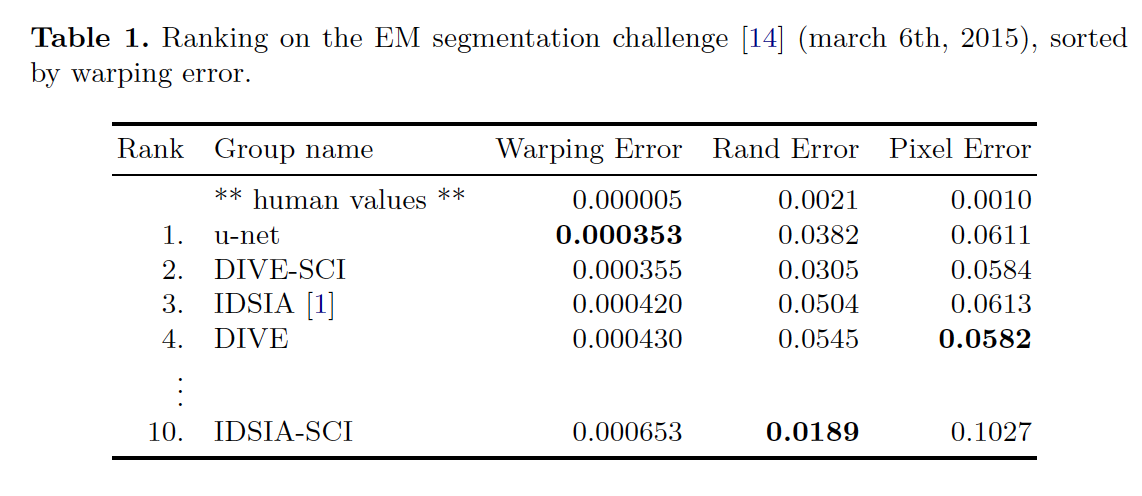 Table 1. Ranking on the EM segmentation challenge [14] (march 6th, 2015), sorted
by warping error.
Rank Group name Warping Error Rand Error Pixel Error
** human values ** 0.000005 0.0021 0.0010
1. u-net 0.000353 0.0382 0.0611
2. DIVE-SCI 0.000355 0.0305 0.0584
3. IDSIA [1] 0.000420 0.0504 0.0613
4. DIVE 0.000430 0.0545 0.0582
⋮
10. IDSIA-SCI 0.000653 0.0189 0.1027